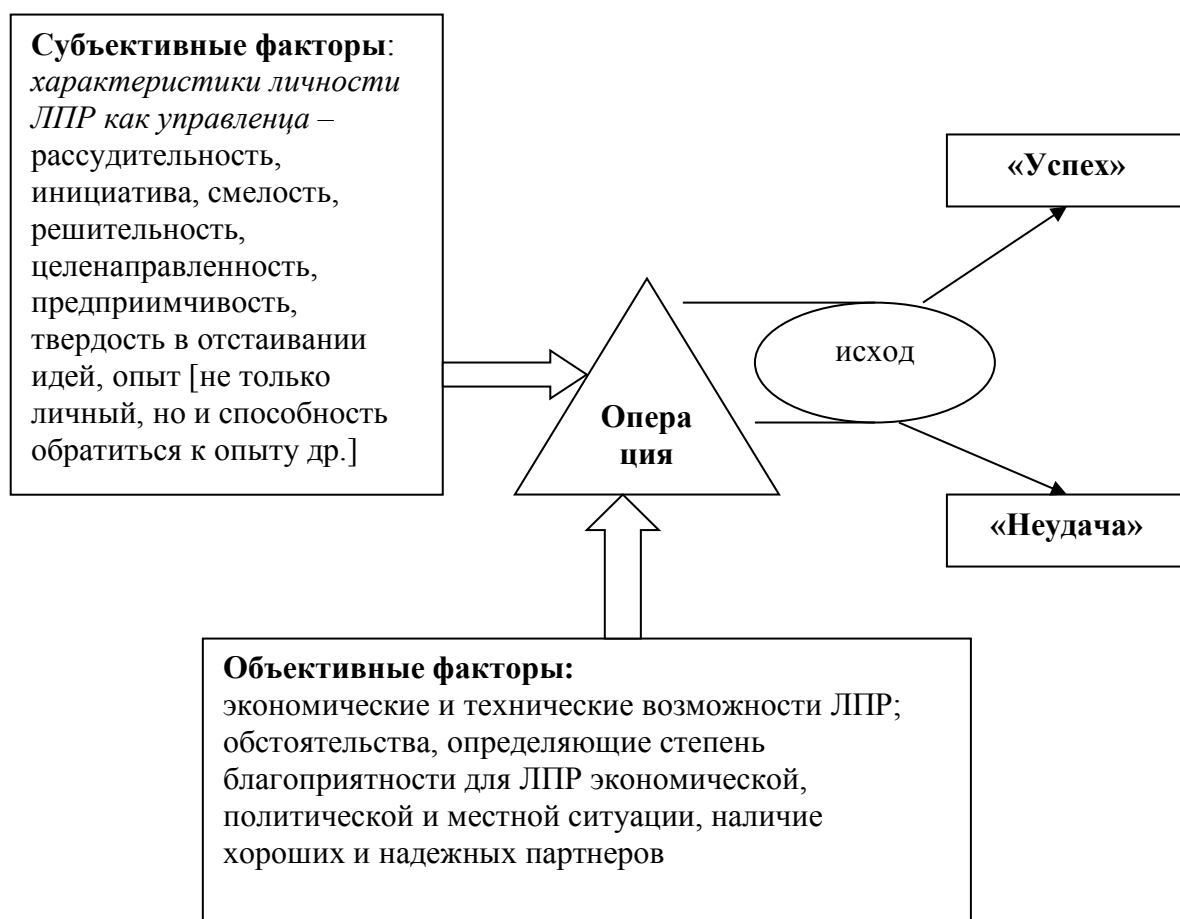 Субъективные факторы:
характеристики личности
ЛПР как управленца –
рассудительность,
инициатива, смелость,
решительность,
целенаправленность,
предприимчивость,
твердость в отстаивании
идей, опыт [не только
личный, но и способность
обратиться к опыту др.]
«Успех»
исход
Опера
ция
«Неудача»
Объективные факторы:
экономические и технические возможности ЛПР;
обстоятельства, определяющие степень
благоприятности для ЛПР экономической,
политической и местной ситуации, наличие
хороших и надежных партнеров